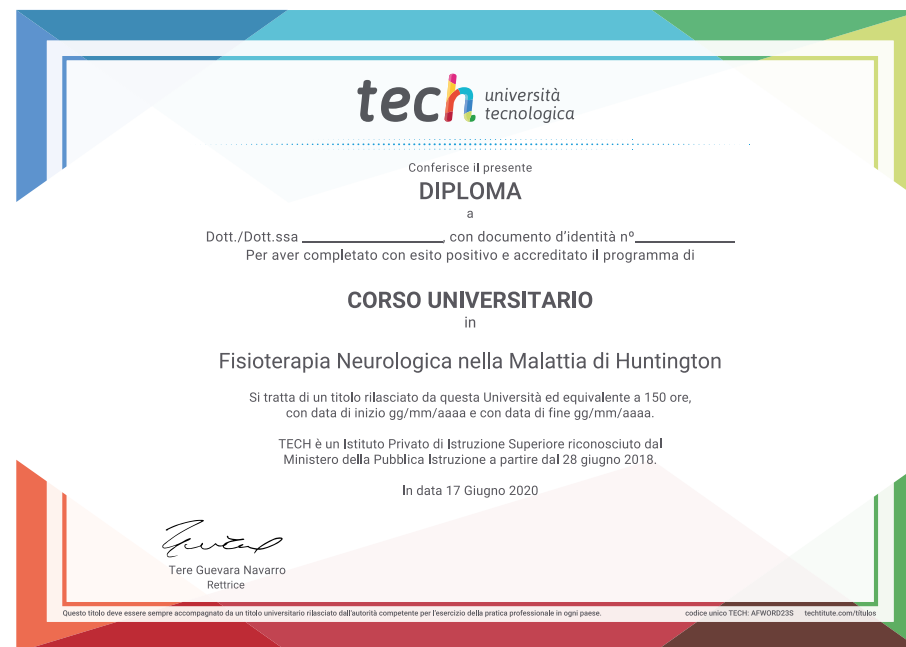 tech università
tecnologica
Conferisce il presente
DIPLOMA
a
Dott./Dott.ssa ____________________, con documento d'identità nº______________
Per aver completato con esito positivo e accreditato il programma di
CORSO UNIVERSITARIO
in
Fisioterapia Neurologica nella Malattia di Huntington
Si tratta di un titolo rilasciato da questa Università ed equivalente a 150 ore,
con data di inizio gg/mm/aaaa e con data di fine gg/mm/aaaa.
TECH è un Istituto Privato di Istruzione Superiore riconosciuto dal
Ministero della Pubblica Istruzione a partire dal 28 giugno 2018.
In data 17 Giugno 2020
Tere Guevara Navarro
Rettrice
Questo titolo deve essere sempre accompagnato da un titolo universitario rilasciato dall'autorità competente per l'esercizio della pratica professionale in ogni paese. codice unico TECH: AFWORD23S techtitute.com/títulos